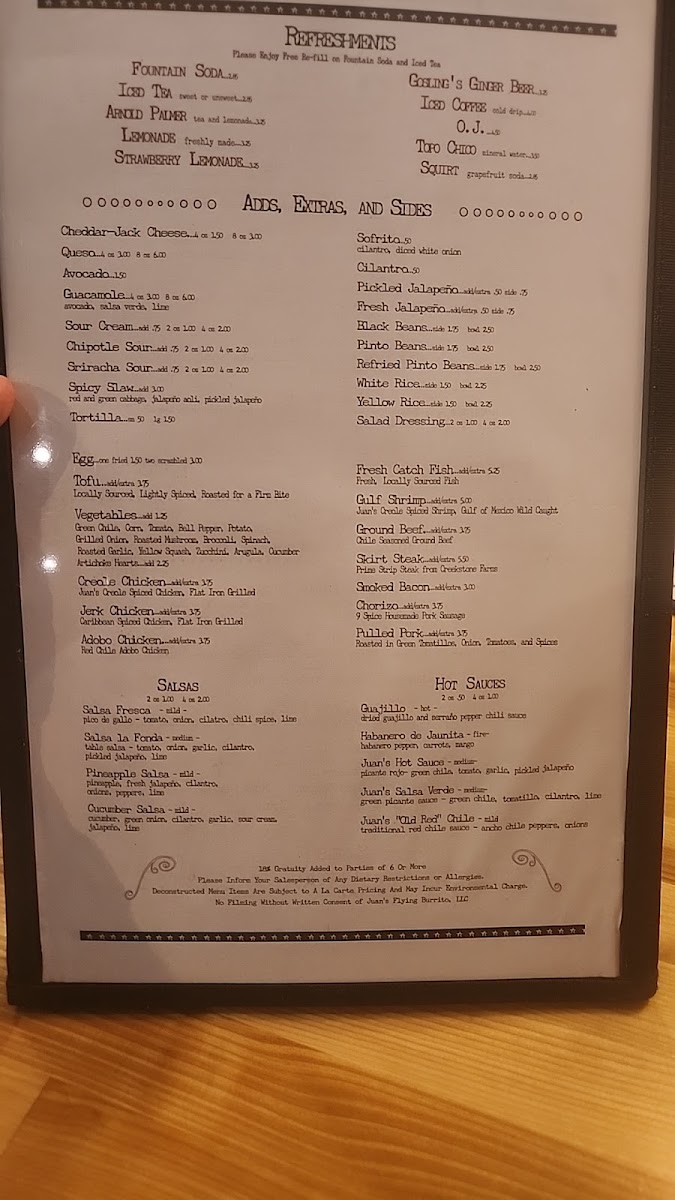 Refreshments
Please Enjoy Free Re-fill on Fountain Soda and Iced Tea
Fountain Soda
Iced Tea sweet or unsweet
Arnold Palmer tea and lemonade
Lemonade freshly made
Strawberry Lemonade
Gosling's Ginger Beer
Iced Coffee cold drip
O.J.
Topo Chico mineral water
Squirt grapefruit soda
Adds, Extras, and Sides
Cheddar-Jack Cheese...4 oz 1.50 8 oz 3.00
Queso...4 oz 3.00 8 oz 6.00
Avocado...1.50
Guacamole...4 oz 3.00 8 oz 6.00
avocado, salsa verde, lime
Sour Cream...add .75 2 oz 1.00 4 oz 2.00
Chipotle Sour...add .75 2 oz 1.00 4 oz 2.00
Sriracha Sour...add .75 2 oz 1.00 4 oz 2.00
Spicy Slaw...add 3.00
red and green cabbage, jalapeño aoli, pickled jalapeño
Tortilla...sm .50 lg 1.50
Sofrito...50
cilantro, diced white onion
Cilantro...50
Pickled Jalapeño...add/extra .50 side .75
Fresh Jalapeño...add/extra .50 side .75
Black Beans...side 1.75 bowl 2.50
Pinto Beans...side 1.75 bowl 2.50
Refried Pinto Beans...side 1.75 bowl 2.50
White Rice...side 1.50 bowl 2.25
Yellow Rice...side 1.50 bowl 2.25
Salad Dressing...2 oz 1.00 4 oz 2.00
Egg...one fried 1.50 two scrambled 3.00
Tofu...add/extra 3.75
Locally Sourced, Lightly Spiced, Roasted for a Firm Bite
Vegetables...add 1.25
Green Chile, Corn, Tomato, Bell Pepper, Potato,
Grilled Onion, Roasted Mushroom, Broccoli, Spinach,
Roasted Garlic, Yellow Squash, Zucchini, Arugula, Cucumber
Artichoke Hearts...add 2.25
Creole Chicken...add/extra 3.75
Juan's Creole Spiced Chicken, Flat Iron Grilled
Jerk Chicken...add/extra 3.75
Caribbean Spiced Chicken, Flat Iron Grilled
Adobo Chicken...add/extra 3.75
Red Chile Adobo Chicken
Fresh Catch Fish...add/extra 5.25
Fresh, Locally Sourced Fish
Gulf Shrimp...add/extra 5.00
Juan's Creole Spiced Shrimp, Gulf of Mexico Wild Caught
Ground Beef...add/extra 3.75
Chile Seasoned Ground Beef
Skirt Steak...add/extra 5.50
Prime Strip Steak from Creekstone Farms
Smoked Bacon...add/extra 3.00
Chorizo...add/extra 3.75
9 Spice Housemade Pork Sausage
Pulled Pork...add/extra 3.75
Roasted in Green Tomatillos, Onion, Tomatoes, and Spices
Salsas
2 oz 1.00 4 oz 2.00
Salsa Fresca - mild -
pico de gallo - tomato, onion, cilatro, chili spice, lime
Salsa la Fonda - medium -
table salsa - tomato, onion, garlic, cilantro,
pickled jalapeño, lime
Pineapple Salsa - mild -
pineapple, fresh jalapeño, cilantro,
onions, peppers, lime
Cucumber Salsa - mild -
cucumber, green onion, cilantro, garlic, sour cream,
jalapeño, lime
Hot Sauces
2 oz .50 4 oz 1.00
Guajillo - hot -
dried guajillo and serraño pepper chili sauce
Habanero de Jaunita - fire-
habanero pepper, carrots, mango
Juan's Hot Sauce - medium-
picante rojo- green chile, tomato, garlic, pickled jalapeño
Juan's Salsa Verde - medium-
green picante sauce - green chile, tomatillo, cilantro, lime
Juan's "Old Red" Chile - mild
traditional red chile sauce - ancho chile peppers, onions
18% Gratuity Added to Parties of 6 Or More
Please Inform Your Salesperson of Any Dietary Restrictions or Allergies.
Deconstructed Menu Items Are Subject to A La Carte Pricing And May Incur Environmental Charge.
No Filming Without Written Consent of Juan's Flying Burrito, LLC